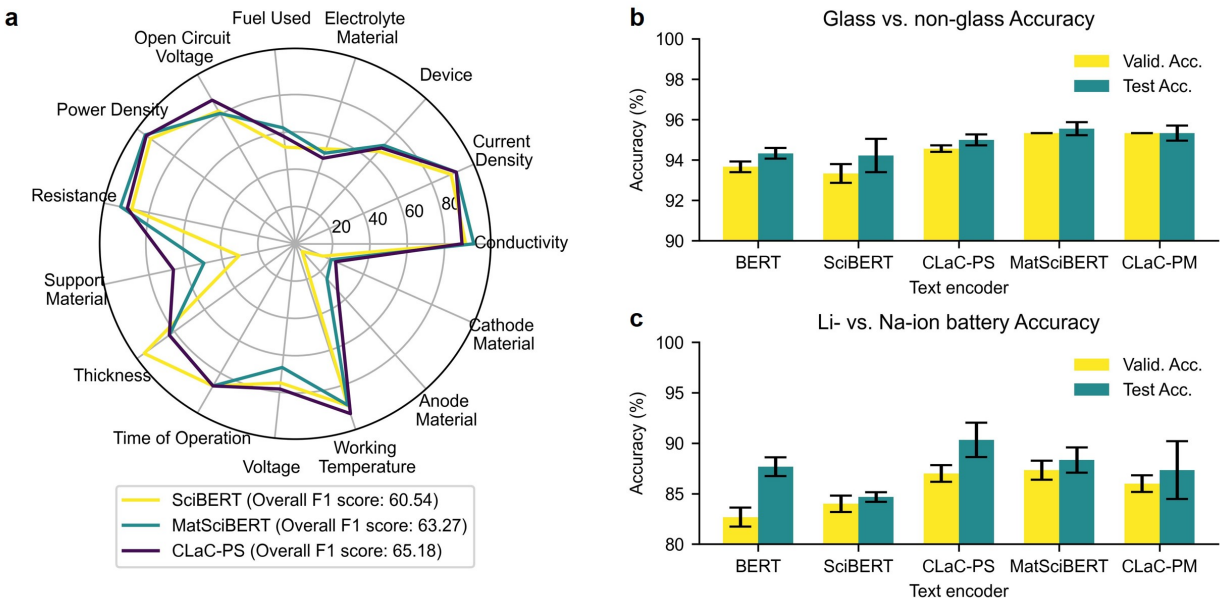 a
Fuel Used
Electrolyte
Material
Open Circuit
Voltage
Device
Power Density
Current
Density
Resistance
20
40
60
80
Conductivity
Support
Material
Cathode
Material
Thickness
Anode
Material
Time of Operation
Voltage
Working
Temperature
SciBERT (Overall F1 score: 60.54)
MatSciBERT (Overall F1 score: 63.27)
CLaC-PS (Overall F1 score: 65.18)
b
Glass vs. non-glass Accuracy
100
98
96
94
92
90
Accuracy (%)
Valid. Acc.
Test Acc.
BERT
SciBERT
CLaC-PS
MatSciBERT
CLaC-PM
Text encoder
c
Li- vs. Na-ion battery Accuracy
100
95
90
85
80
Accuracy (%)
Valid. Acc.
Test Acc.
BERT
SciBERT
CLaC-PS
MatSciBERT
CLaC-PM
Text encoder